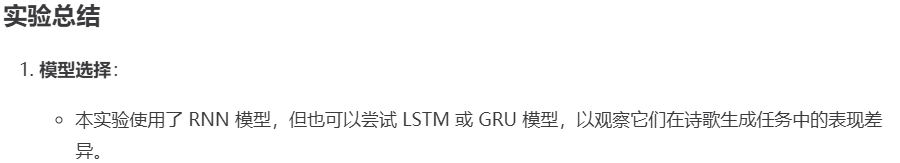 实验总结
1. 模型选择：
本实验使用了 RNN 模型，但也可以尝试 LSTM 或 GRU 模型，以观察它们在诗歌生成任务中的表现差
异。